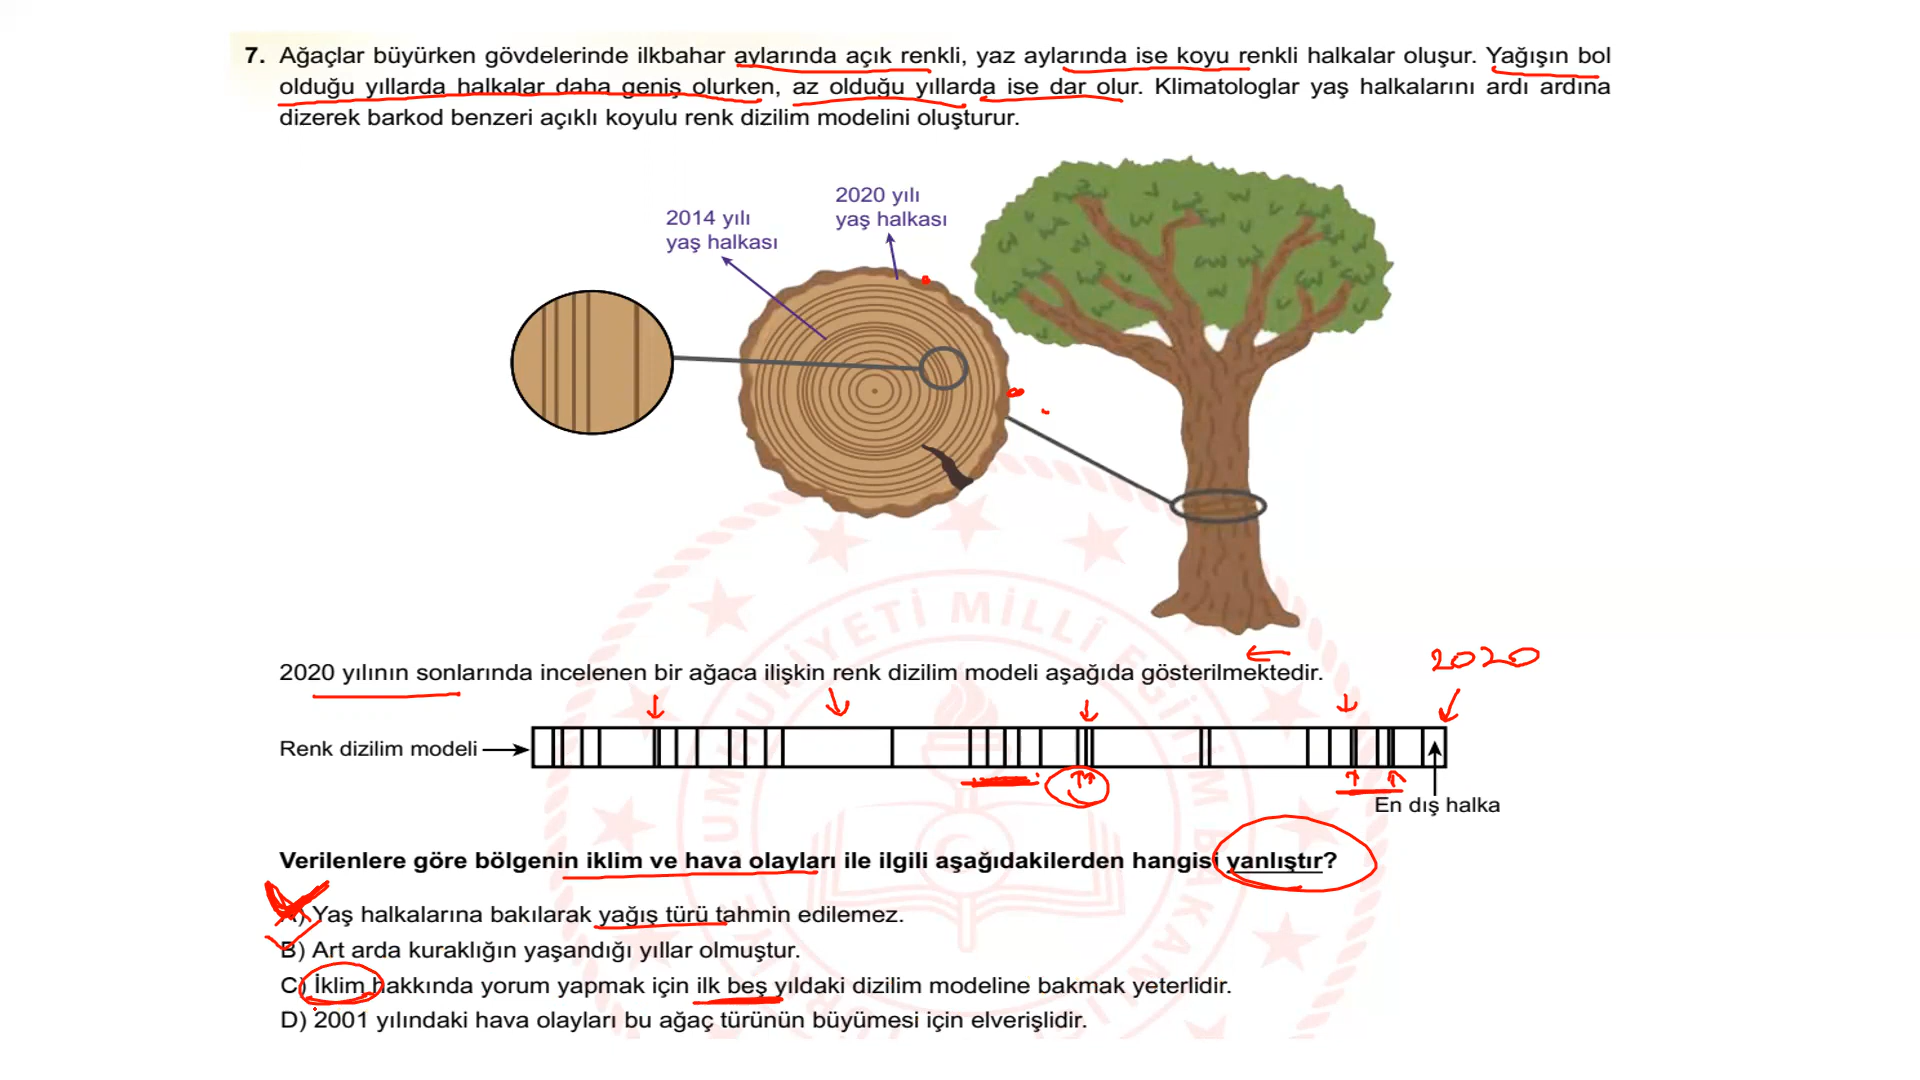 7. Ağaçlar büyürken gövdelerinde ilkbahar aylarında açık renkli, yaz aylarında ise koyu renkli halkalar oluşur. Yağışın bol
olduğu yıllarda halkalar daha geniş olurken, az olduğu yıllarda ise dar olur. Klimatologlar yaş halkalarını ardı ardına
dizerek barkod benzeri açıklı koyulu renk dizilim modelini oluşturur.
2020 yılı
yaş halkası
2014 yılı
yaş halkası
2020
2020 yılının sonlarında incelenen bir ağaca ilişkin renk dizilim modeli aşağıda gösterilmektedir.
Renk dizilim modeli
En dış halka
Verilenlere göre bölgenin iklim ve hava olayları ile ilgili aşağıdakilerden hangisi yanlıştır?
A) Yaş halkalarına bakılarak yağış türü tahmin edilemez.
B) Art arda kuraklığın yaşandığı yıllar olmuştur.
C) İklim hakkında yorum yapmak için ilk beş yıldaki dizilim modeline bakmak yeterlidir.
D) 2001 yılındaki hava olayları bu ağaç türünün büyümesi için elverişlidir.